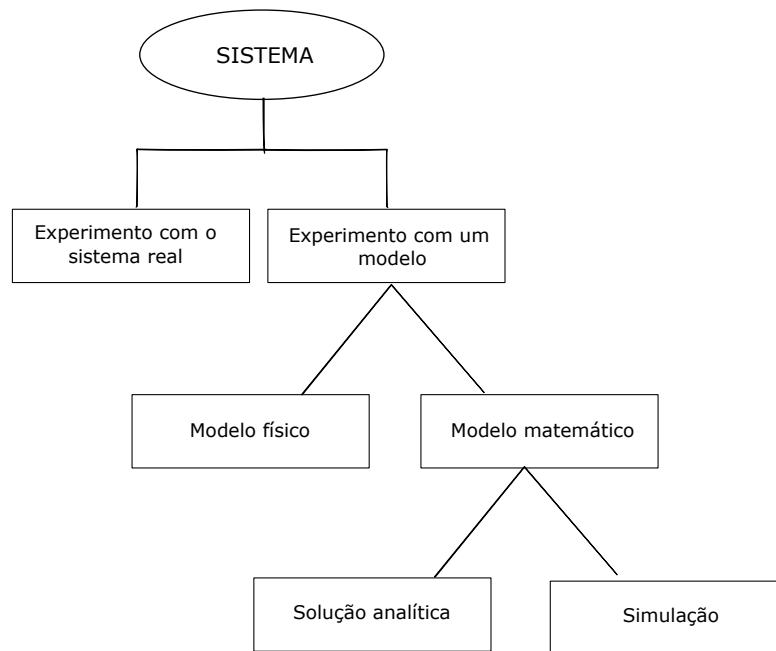 SISTEMA
Experimento com o
sistema real
Experimento com um
modelo
Modelo físico
Modelo matemático
Solução analítica
Simulação